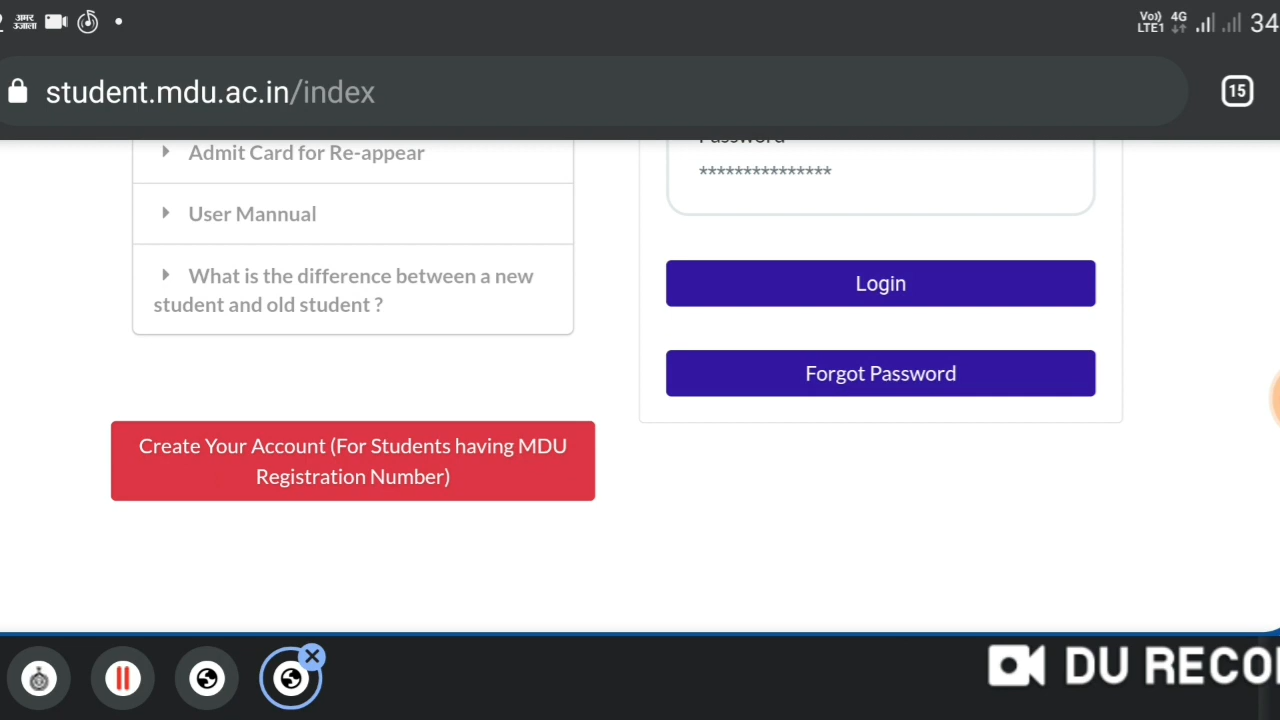 2 अमर उजाला
Vo)) LTE1 4G 34
student.mdu.ac.in/index
15
Admit Card for Re-appear
User Mannual
What is the difference between a new
student and old student ?
Password
***************
Login
Forgot Password
Create Your Account (For Students having MDU
Registration Number)
DU RECO